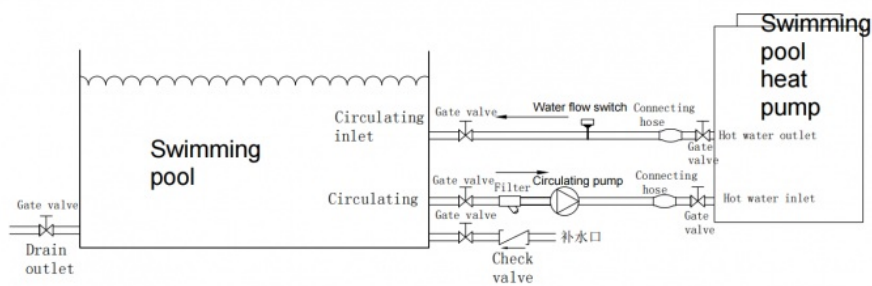 Swimming
pool
heat
pump
Circulating
inlet
Gate valve
Water flow switch
Connecting
hose
Gate
valve
Hot water outlet
Swimming
pool
Circulating
Gate valve
Filter
Circulating pump
Connecting
hose
Gate
valve
Hot water inlet
Gate valve
补水口
Check
valve
Gate valve
Drain
outlet